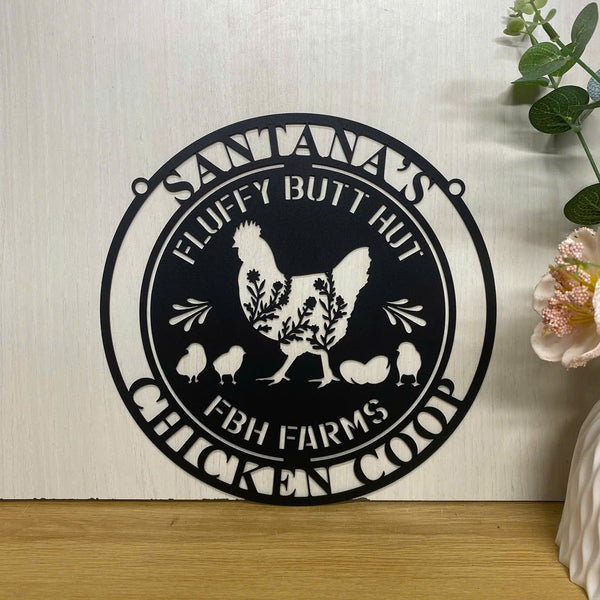 SANTANA'S
FLUFFY BUTT HUT
FBH FARMS
CHICKEN COOP